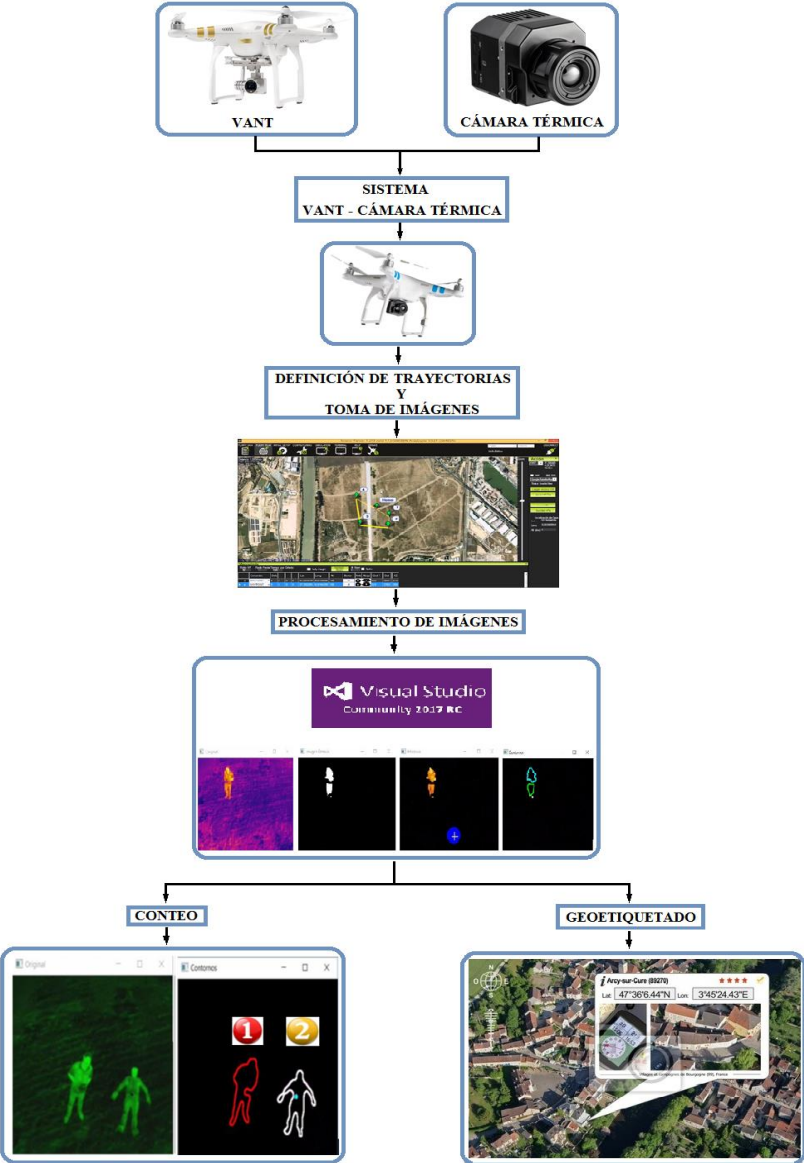 VANT
CÁMARA TÉRMICA
SISTEMA
VANT - CÁMARA TÉRMICA
DEFINICIÓN DE TRAYECTORIAS
Y
TOMA DE IMÁGENES
PROCESAMIENTO DE IMÁGENES
Visual Studio
Community 2017 RC
Contornos
CONTEO
GEOETIQUETADO
Original
Contornos
1
2
N
O
E
S
i Arcy-sur-Cure (89270)
Lat: 47°36'6.44"N Lon: 3°45'24.43"E